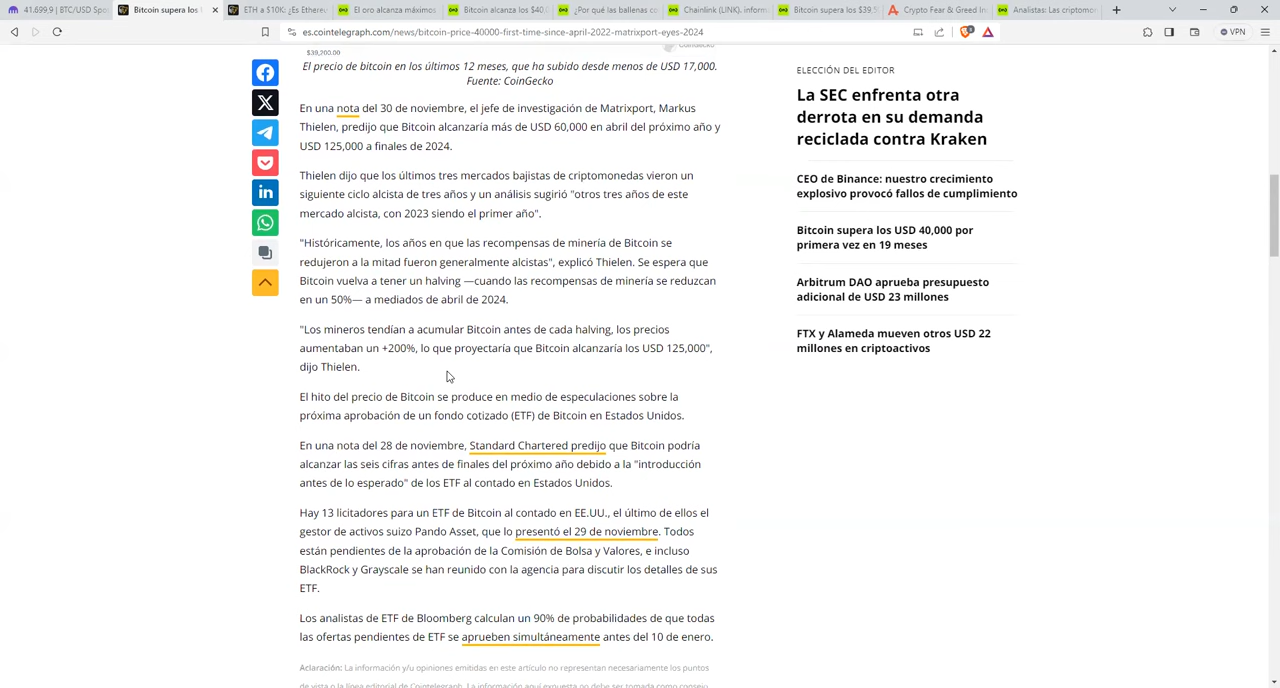 41.699,9 | BTC/USD Spo
Bitcoin supera los
ETH a $10K: ¿Es Ethere
El oro alcanza máximos
Bitcoin alcanza los $40.
¿Por qué las ballenas co
Chainlink (LINK), inform
Bitcoin supera los $39,5
Crypto Fear & Greed In
Analistas: Las criptomon
es.cointelegraph.com/news/bitcoin-price-40000-first-time-since-april-2022-matrixport-eyes-2024
VPN
$39,200.00
CoinGecko
El precio de bitcoin en los últimos 12 meses, que ha subido desde menos de USD 17,000.
Fuente: CoinGecko
En una nota del 30 de noviembre, el jefe de investigación de Matrixport, Markus
Thielen, predijo que Bitcoin alcanzaría más de USD 60,000 en abril del próximo año y
USD 125,000 a finales de 2024.
Thielen dijo que los últimos tres mercados bajistas de criptomonedas vieron un
siguiente ciclo alcista de tres años y un análisis sugirió "otros tres años de este
mercado alcista, con 2023 siendo el primer año".
"Históricamente, los años en que las recompensas de minería de Bitcoin se
redujeron a la mitad fueron generalmente alcistas", explicó Thielen. Se espera que
Bitcoin vuelva a tener un halving —cuando las recompensas de minería se reduzcan
en un 50%— a mediados de abril de 2024.
"Los mineros tendían a acumular Bitcoin antes de cada halving, los precios
aumentaban un +200%, lo que proyectaría que Bitcoin alcanzaría los USD 125,000",
dijo Thielen.
El hito del precio de Bitcoin se produce en medio de especulaciones sobre la
próxima aprobación de un fondo cotizado (ETF) de Bitcoin en Estados Unidos.
En una nota del 28 de noviembre, Standard Chartered predijo que Bitcoin podría
alcanzar las seis cifras antes de finales del próximo año debido a la "introducción
antes de lo esperado" de los ETF al contado en Estados Unidos.
Hay 13 licitadores para un ETF de Bitcoin al contado en EE.UU., el último de ellos el
gestor de activos suizo Pando Asset, que lo presentó el 29 de noviembre. Todos
están pendientes de la aprobación de la Comisión de Bolsa y Valores, e incluso
BlackRock y Grayscale se han reunido con la agencia para discutir los detalles de sus
ETF.
Los analistas de ETF de Bloomberg calculan un 90% de probabilidades de que todas
las ofertas pendientes de ETF se aprueben simultáneamente antes del 10 de enero.
Aclaración: La información y/u opiniones emitidas en este artículo no representan necesariamente los puntos
de vista o la línea editorial de Cointelegraph. La información aquí expuesta no debe ser tomada como consejo
ELECCIÓN DEL EDITOR
La SEC enfrenta otra
derrota en su demanda
reciclada contra Kraken
CEO de Binance: nuestro crecimiento
explosivo provocó fallos de cumplimiento
Bitcoin supera los USD 40,000 por
primera vez en 19 meses
Arbitrum DAO aprueba presupuesto
adicional de USD 23 millones
FTX y Alameda mueven otros USD 22
millones en criptoactivos